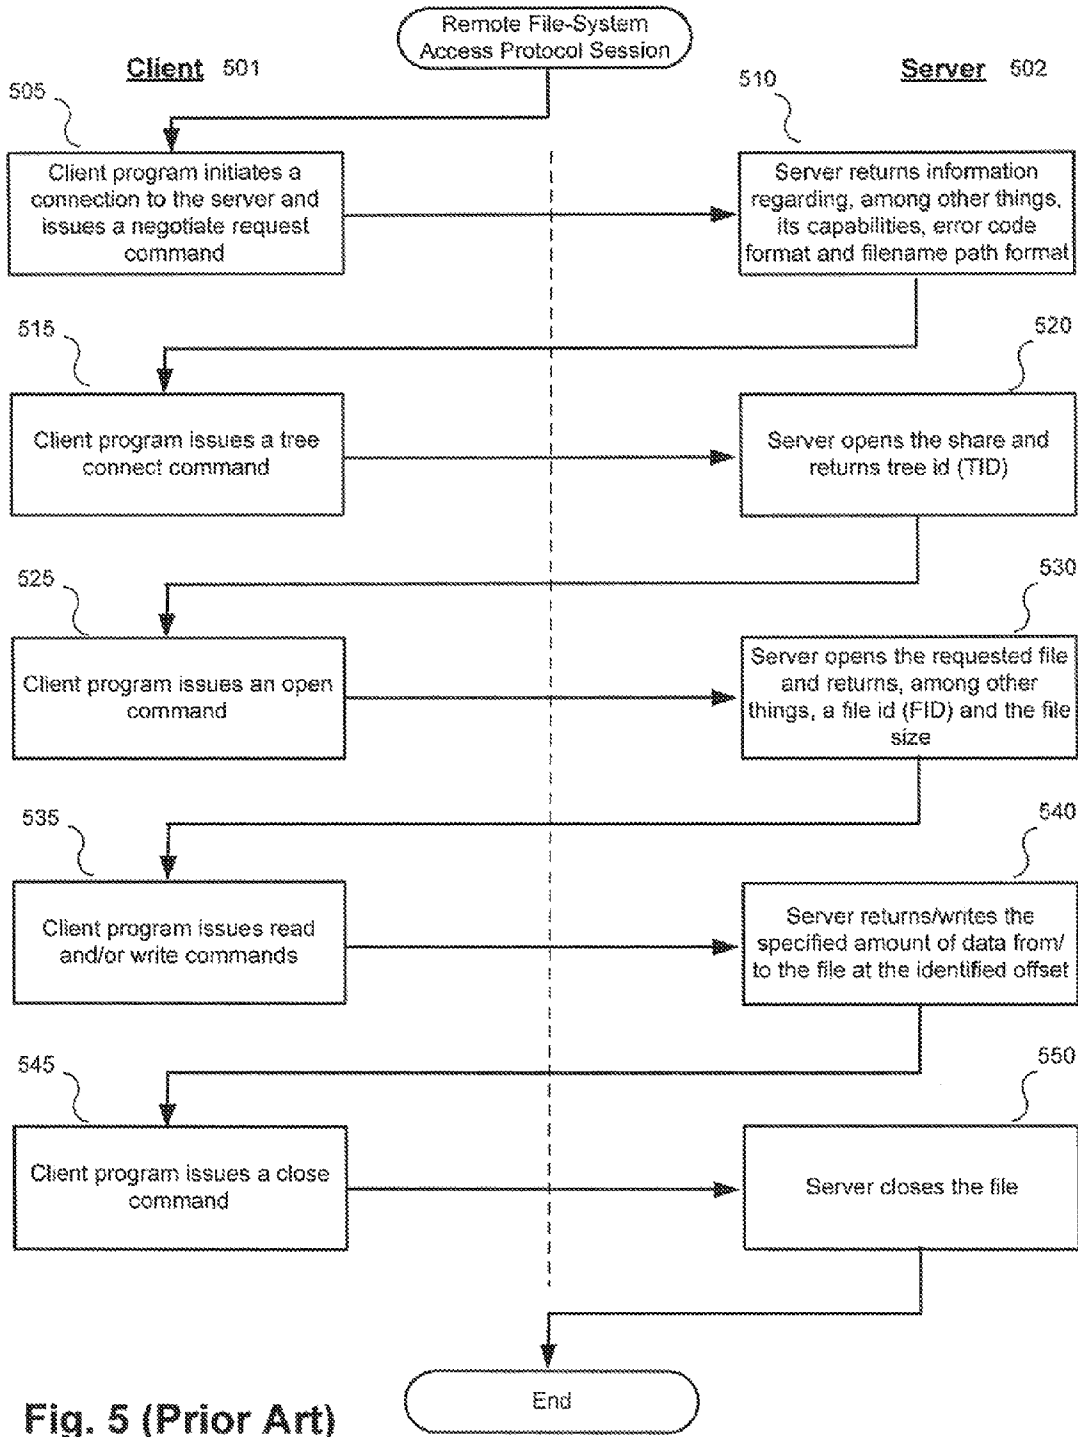 Remote File-System
Access Protocol Session
Client 501
Server 502
505
510
Client program initiates a
connection to the server and
issues a negotiate request
command
Server returns information
regarding, among other things,
its capabilities, error code
format and filename path format
515
520
Client program issues a tree
connect command
Server opens the share and
returns tree id (TID)
525
530
Client program issues an open
command
Server opens the requested file
and returns, among other
things, a file id (FID) and the file
size
535
540
Client program issues read
and/or write commands
Server returns/writes the
specified amount of data from/
to the file at the identified offset
545
550
Client program issues a close
command
Server closes the file
End
Fig. 5 (Prior Art)